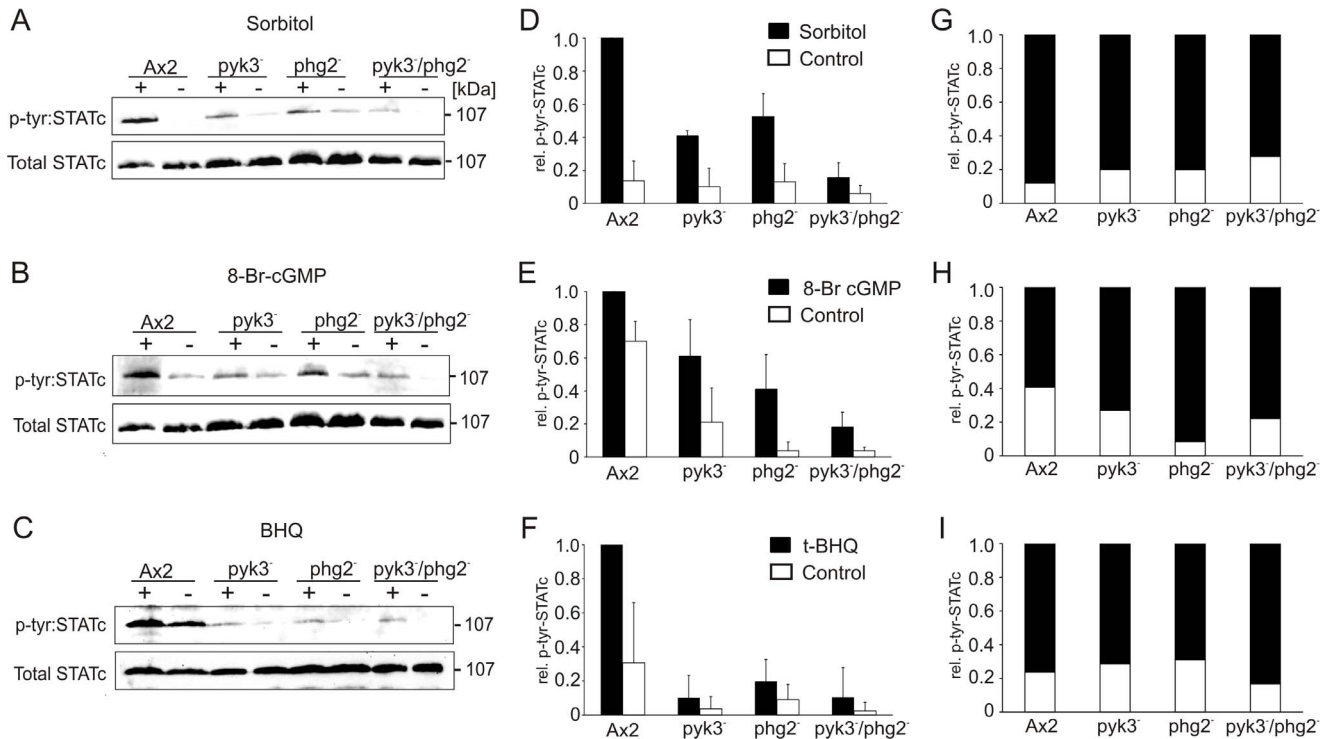 A
Sorbitol
Ax2 pyk3⁻ phg2⁻ pyk3⁻/phg2⁻
+ - + - + - + - [kDa]
p-tyr:STATc - 107
Total STATc - 107
D
Sorbitol
Control
rel. p-tyr-STATc
1.0
0.8
0.6
0.4
0.2
0
Ax2 pyk3⁻ phg2⁻ pyk3⁻/phg2⁻
G
rel. p-tyr-STATc
1.0
0.8
0.6
0.4
0.2
0
Ax2 pyk3⁻ phg2⁻ pyk3⁻/phg2⁻
B
8-Br-cGMP
Ax2 pyk3⁻ phg2⁻ pyk3⁻/phg2⁻
+ - + - + - + -
p-tyr:STATc - 107
Total STATc - 107
E
8-Br cGMP
Control
rel. p-tyr-STATc
1.0
0.8
0.6
0.4
0.2
0
Ax2 pyk3⁻ phg2⁻ pyk3⁻/phg2⁻
H
rel. p-tyr-STATc
1.0
0.8
0.6
0.4
0.2
0
Ax2 pyk3⁻ phg2⁻ pyk3⁻/phg2⁻
C
BHQ
Ax2 pyk3⁻ phg2⁻ pyk3⁻/phg2⁻
+ - + - + - + -
p-tyr:STATc - 107
Total STATc - 107
F
t-BHQ
Control
rel. p-tyr-STATc
1.0
0.8
0.6
0.4
0.2
0
Ax2 pyk3⁻ phg2⁻ pyk3⁻/phg2⁻
I
rel. p-tyr-STATc
1.0
0.8
0.6
0.4
0.2
0
Ax2 pyk3⁻ phg2⁻ pyk3⁻/phg2⁻